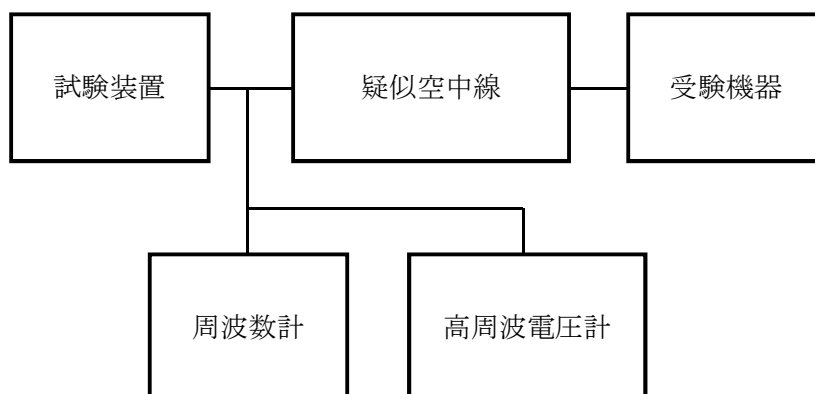 試験装置
疑似空中線
受験機器
周波数計
高周波電圧計